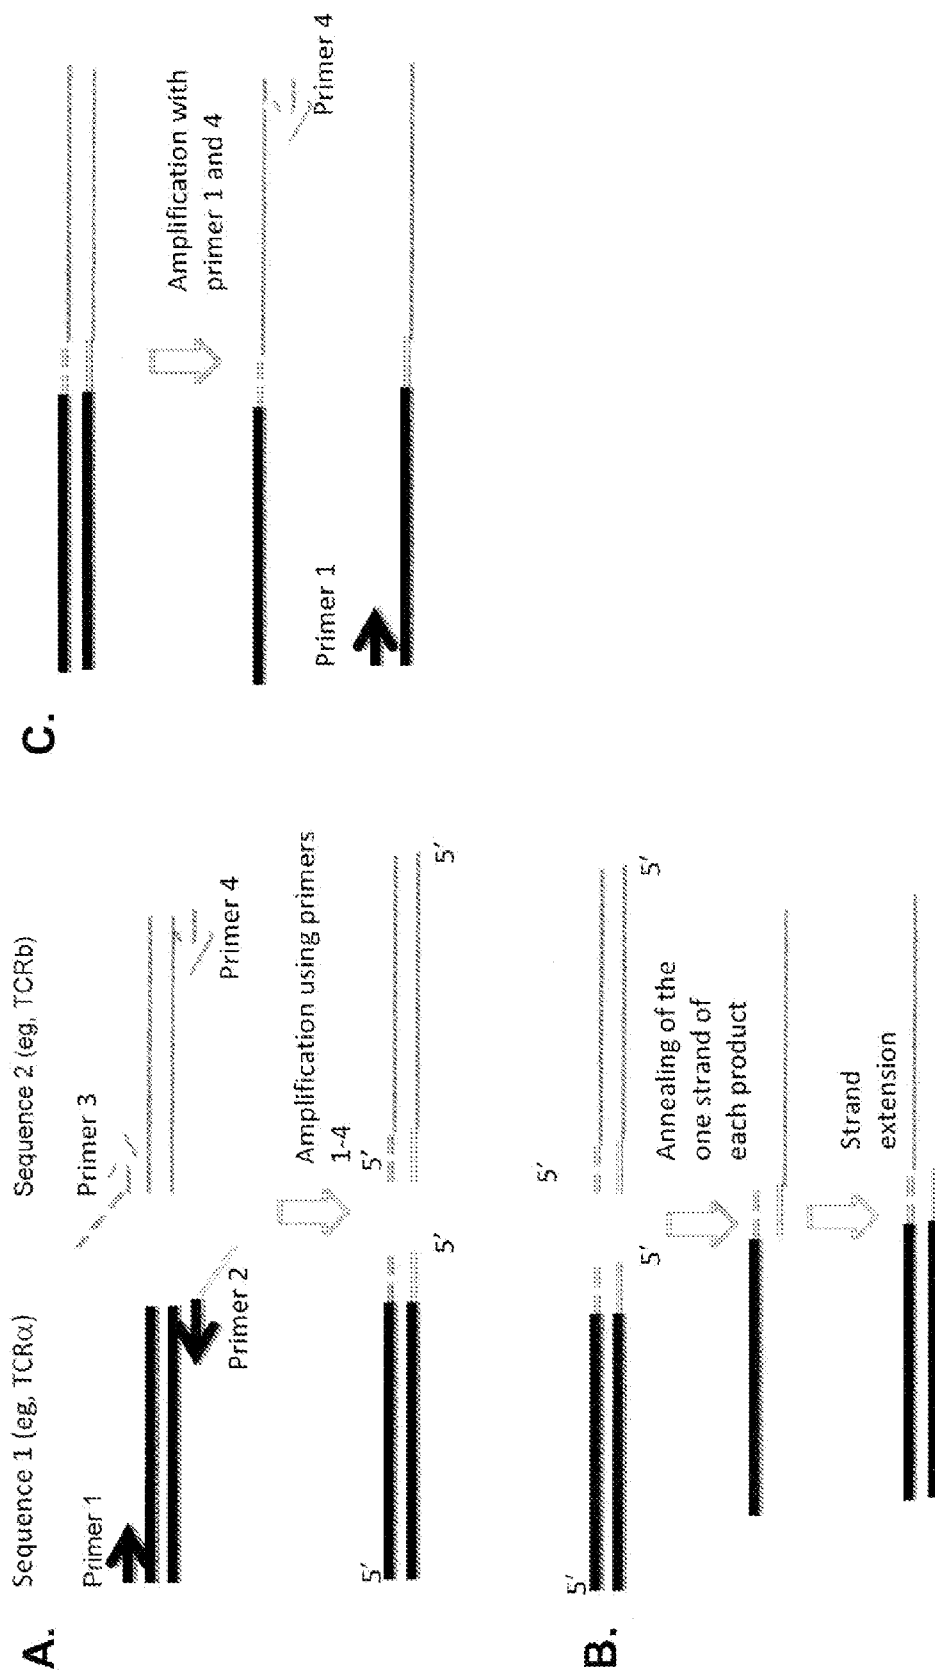 A.
Sequence 1 (eg, TCRα)
Sequence 2 (eg, TCRb)
Primer 1
Primer 3
Primer 2
Primer 4
Amplification using primers
1-4
5'
5'
5'
5'
B.
5'
5'
5'
5'
Annealing of the
one strand of
each product
Strand
extension
C.
Amplification with
primer 1 and 4
Primer 4
Primer 1